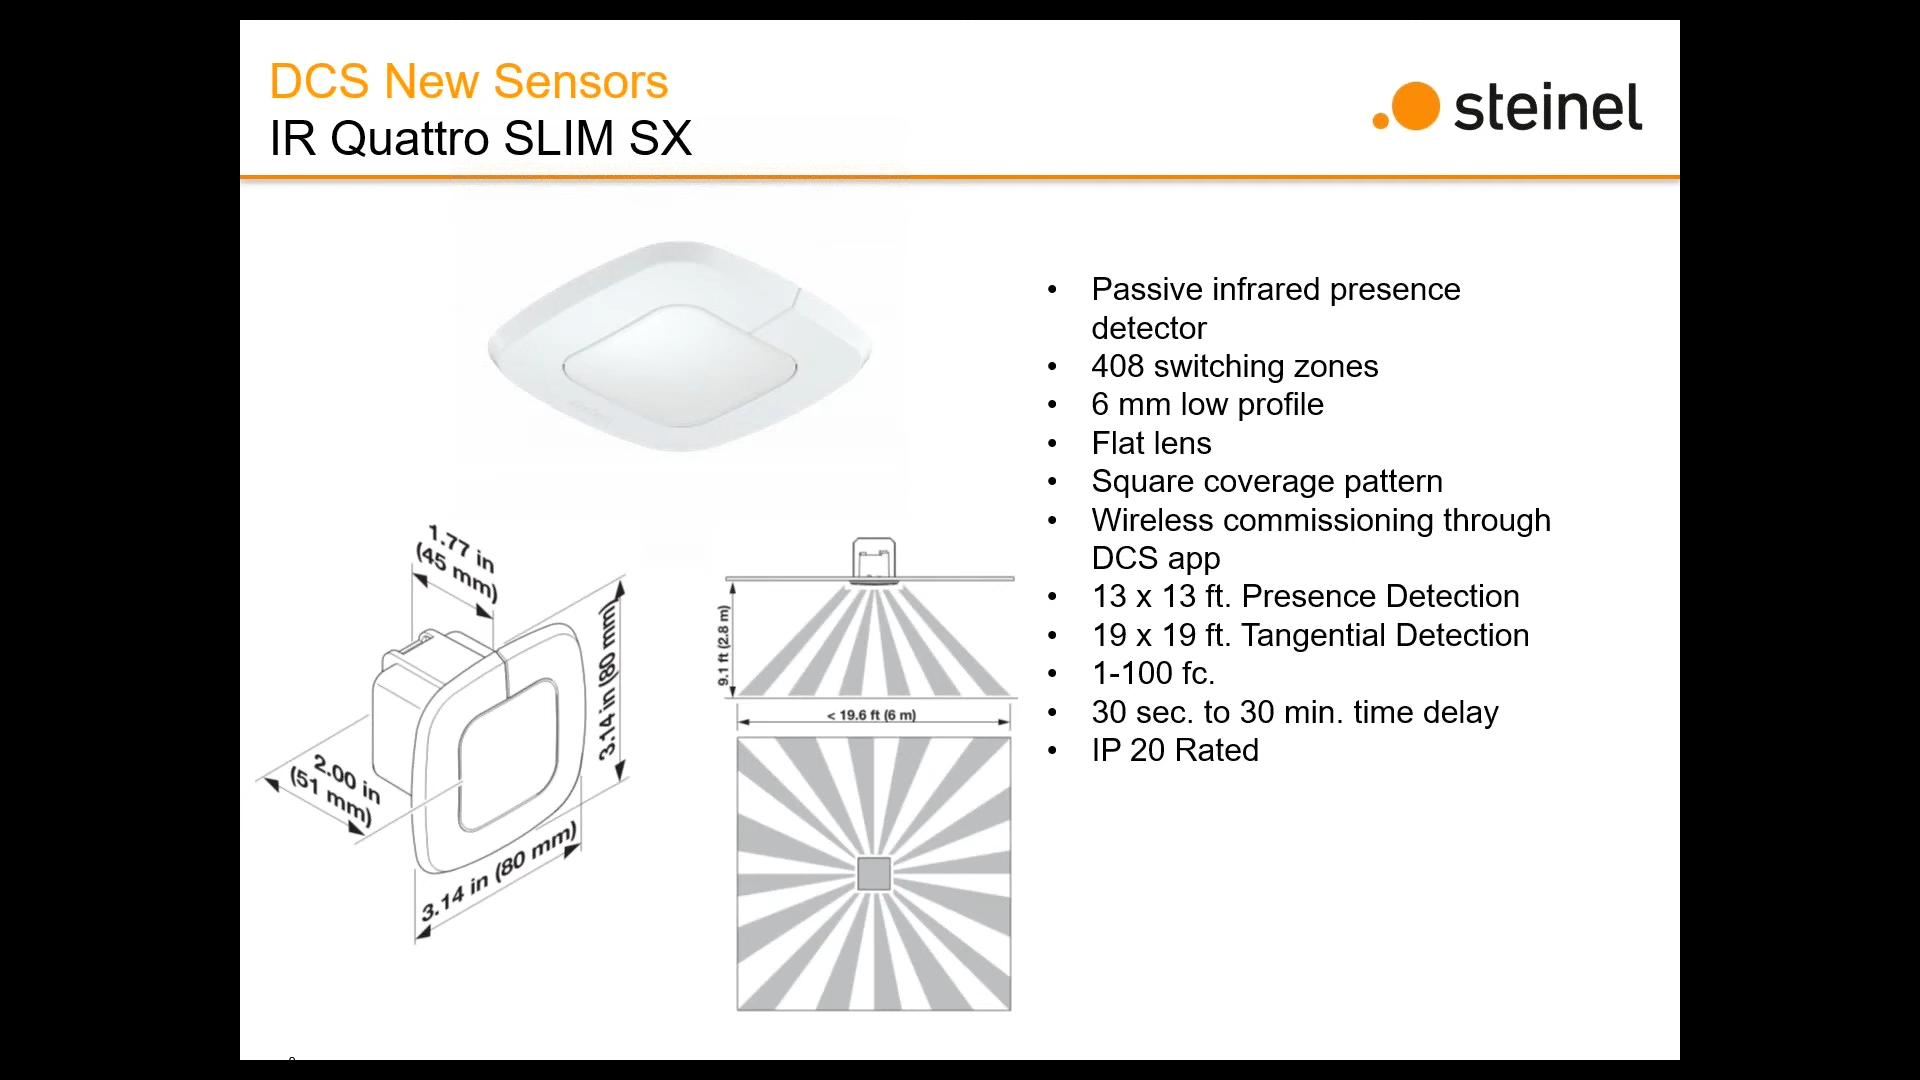 DCS New Sensors
IR Quattro SLIM SX
steinel
• Passive infrared presence
detector
• 408 switching zones
• 6 mm low profile
• Flat lens
• Square coverage pattern
• Wireless commissioning through
DCS app
• 13 x 13 ft. Presence Detection
• 19 x 19 ft. Tangential Detection
• 1-100 fc.
• 30 sec. to 30 min. time delay
• IP 20 Rated
1.77 in
(45 mm)
3.14 in (80 mm)
2.00 in
(51 mm)
3.14 in (80 mm)
9.1 ft (2.8 m)
< 19.6 ft (6 m)